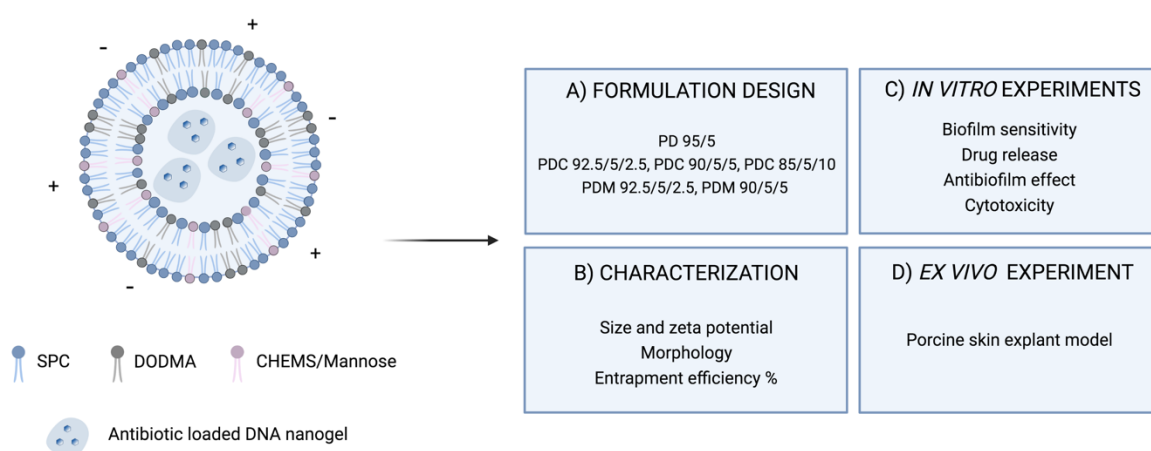 +
-
-
+
+
-
SPC
DODMA
CHEMS/Mannose
Antibiotic loaded DNA nanogel
A) FORMULATION DESIGN
PD 95/5
PDC 92.5/5/2.5, PDC 90/5/5, PDC 85/5/10
PDM 92.5/5/2.5, PDM 90/5/5
B) CHARACTERIZATION
Size and zeta potential
Morphology
Entrapment efficiency %
C) IN VITRO EXPERIMENTS
Biofilm sensitivity
Drug release
Antibiofilm effect
Cytotoxicity
D) EX VIVO EXPERIMENT
Porcine skin explant model